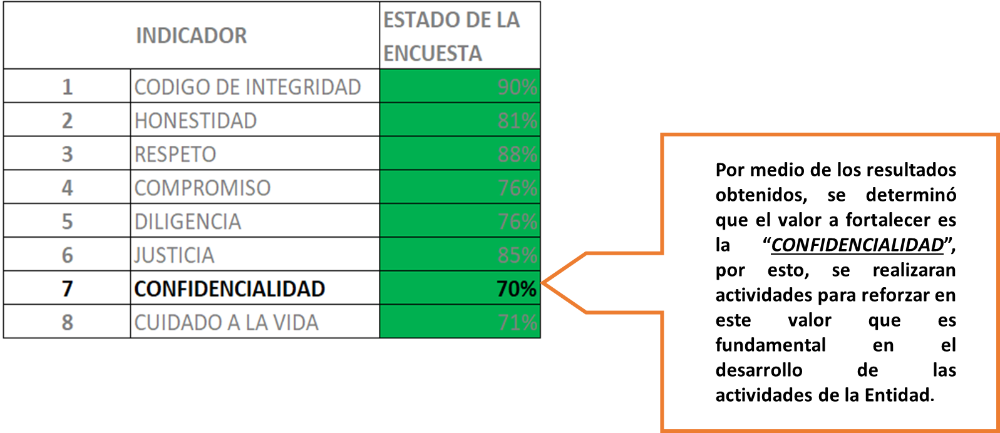 INDICADOR
ESTADO DE LA
ENCUESTA
1 CODIGO DE INTEGRIDAD 90%
2 HONESTIDAD 81%
3 RESPETO 88%
4 COMPROMISO 76%
5 DILIGENCIA 76%
6 JUSTICIA 85%
7 CONFIDENCIALIDAD 70%
8 CUIDADO A LA VIDA 71%
Por medio de los resultados
obtenidos, se determinó
que el valor a fortalecer es
la “CONFIDENCIALIDAD”,
por esto, se realizaran
actividades para reforzar en
este valor que es
fundamental en el
desarrollo de las
actividades de la Entidad.